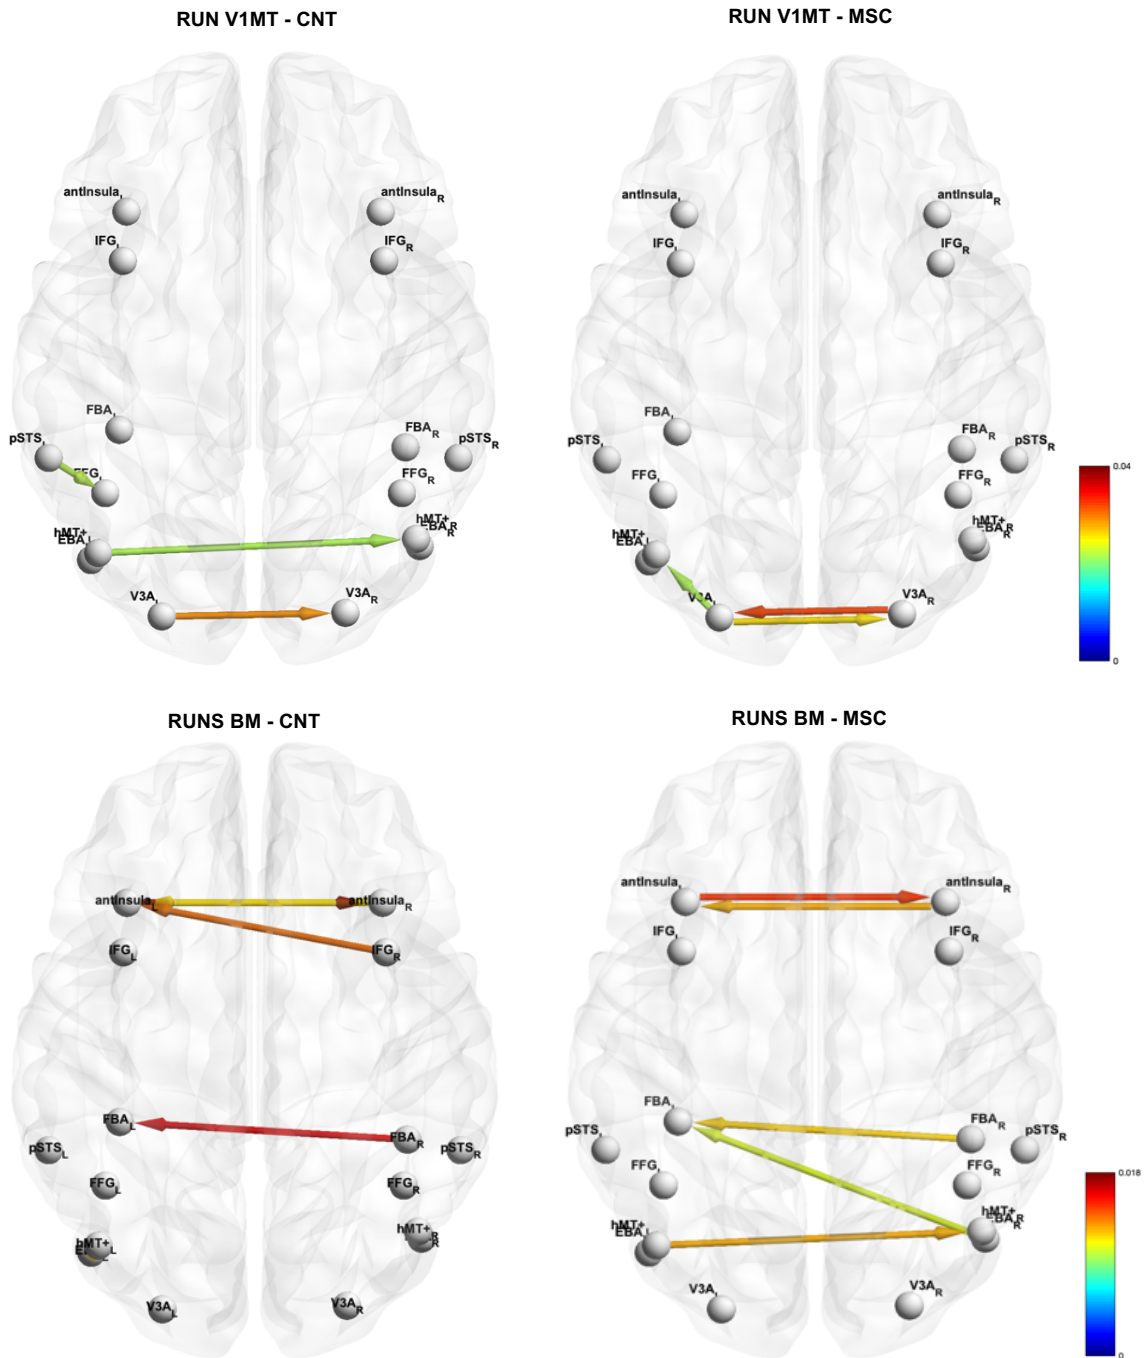 RUN V1MT - CNT
RUN V1MT - MSC
antInsulaL
antInsulaR
IFGL
IFGR
FBAL
FBAR
pSTSL
pSTSR
FFGL
FFGR
hMT+
EBAL
hMT+R
EBAR
V3AL
V3AR
antInsulaL
antInsulaR
IFGL
IFGR
FBAL
FBAR
pSTSL
pSTSR
FFGL
FFGR
hMT+
EBAL
hMT+R
EBAR
V3AL
V3AR
0.04
0
RUNS BM - CNT
RUNS BM - MSC
antInsulaL
antInsulaR
IFGL
IFGR
FBAL
FBAR
pSTSL
pSTSR
FFGL
FFGR
hMT+L
hMT+R
V3AL
V3AR
antInsulaL
antInsulaR
IFGL
IFGR
FBAL
FBAR
pSTSL
pSTSR
FFGL
FFGR
hMT+
EBAL
hMT+R
EBAR
V3AL
V3AR
0.018
0